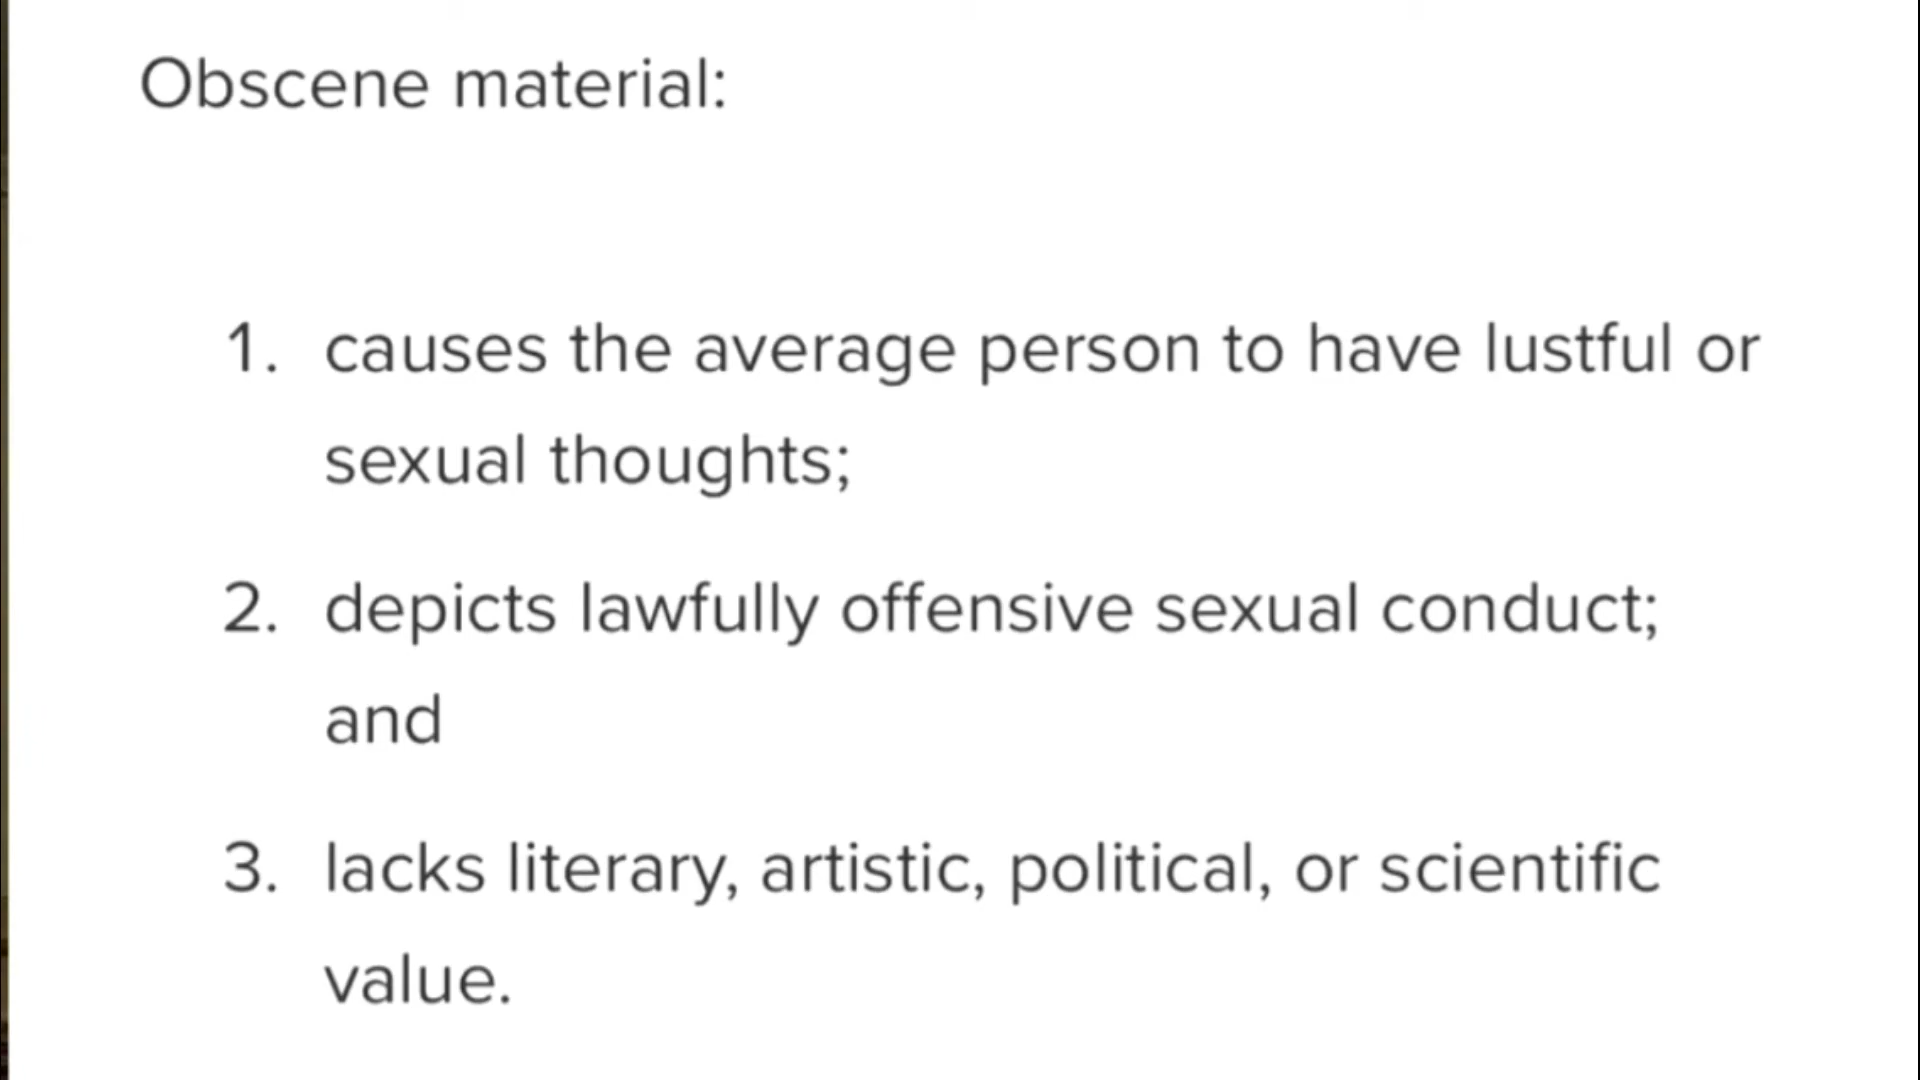 Obscene material:
1. causes the average person to have lustful or
sexual thoughts;
2. depicts lawfully offensive sexual conduct;
and
3. lacks literary, artistic, political, or scientific
value.